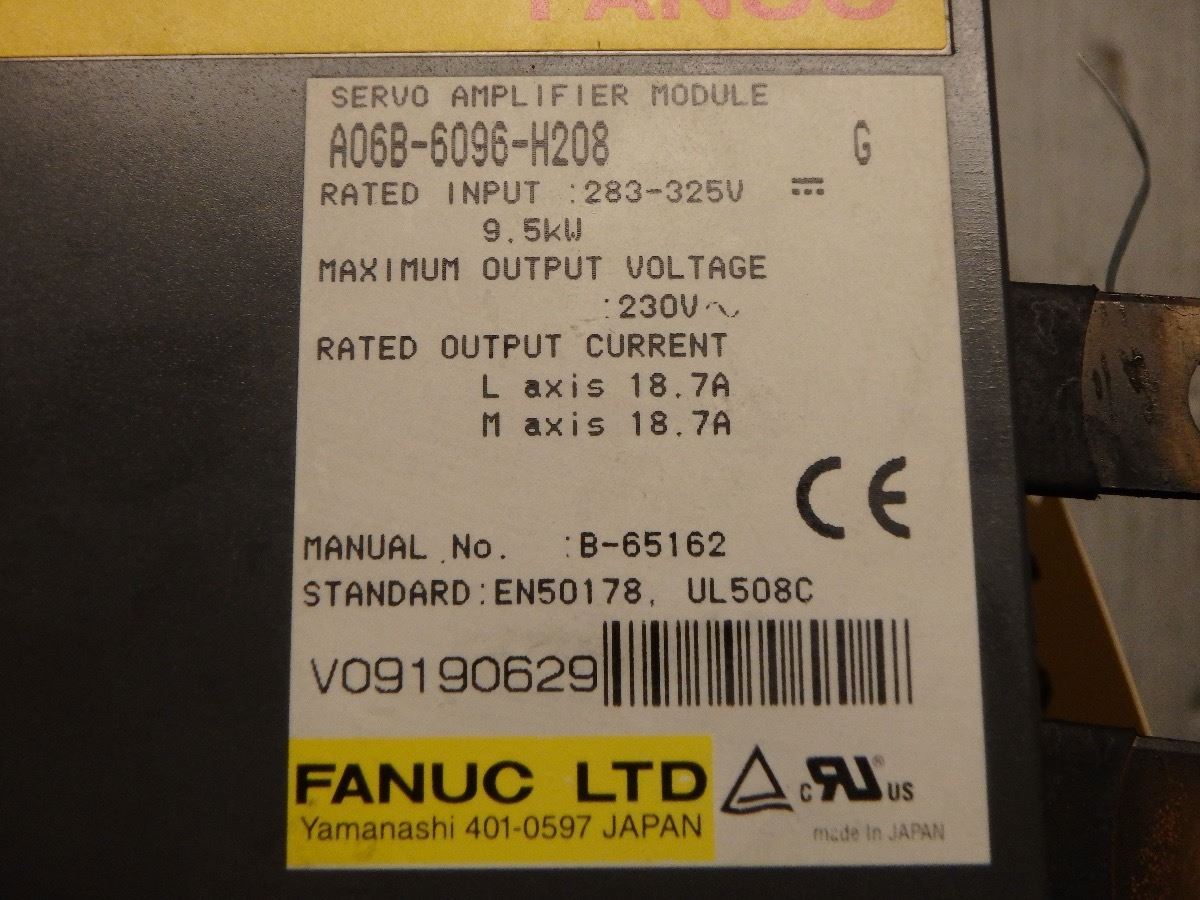 FANUC
SERVO AMPLIFIER MODULE
A06B-6096-H208 G
RATED INPUT :283-325V ⎓
9.5kW
MAXIMUM OUTPUT VOLTAGE
:230V～
RATED OUTPUT CURRENT
L axis 18.7A
M axis 18.7A
CE
MANUAL No. :B-65162
STANDARD:EN50178, UL508C
V09190629
FANUC LTD
Yamanashi 401-0597 JAPAN
c RU ® US
made in JAPAN